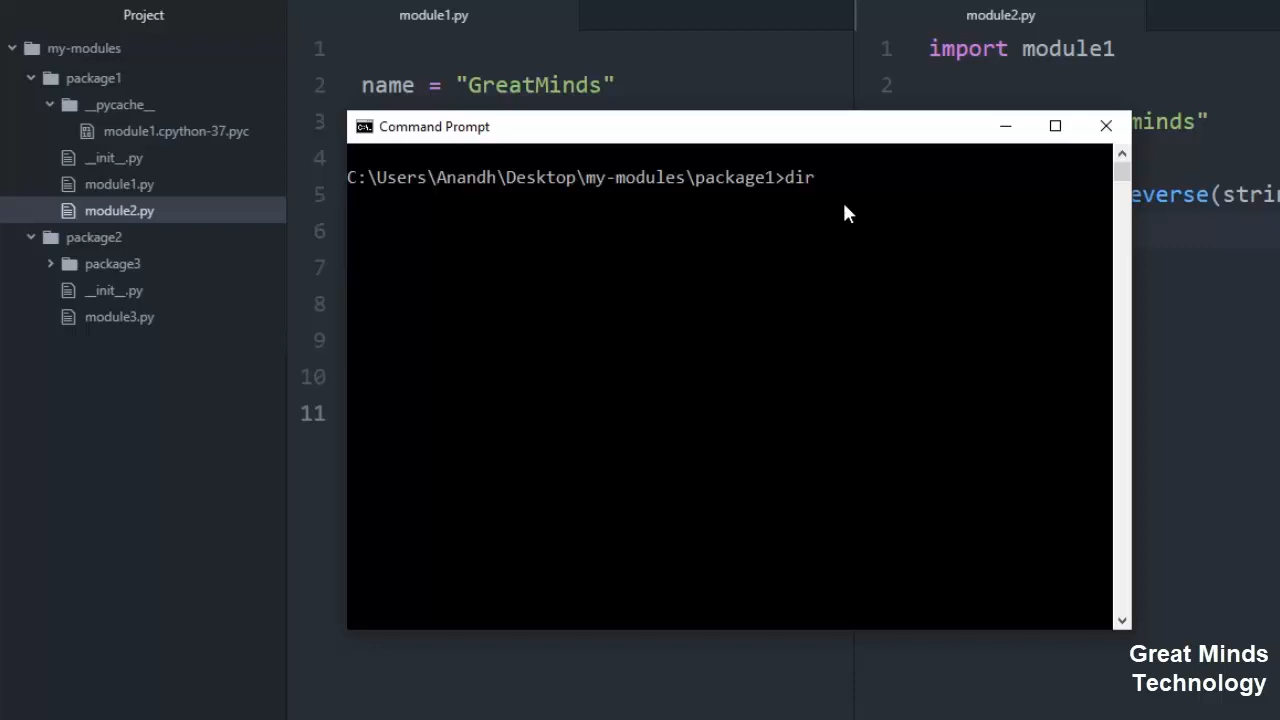 Project
my-modules
package1
__pycache__
module1.cpython-37.pyc
__init__.py
module1.py
module2.py
package2
package3
__init__.py
module3.py
module1.py
1
2 name = "GreatMinds"
3
4
5
6
7
8
9
10
11
module2.py
1 import module1
2
minds"
everse(strin
Command Prompt
C:\Users\Anandh\Desktop\my-modules\package1>dir
Great Minds
Technology